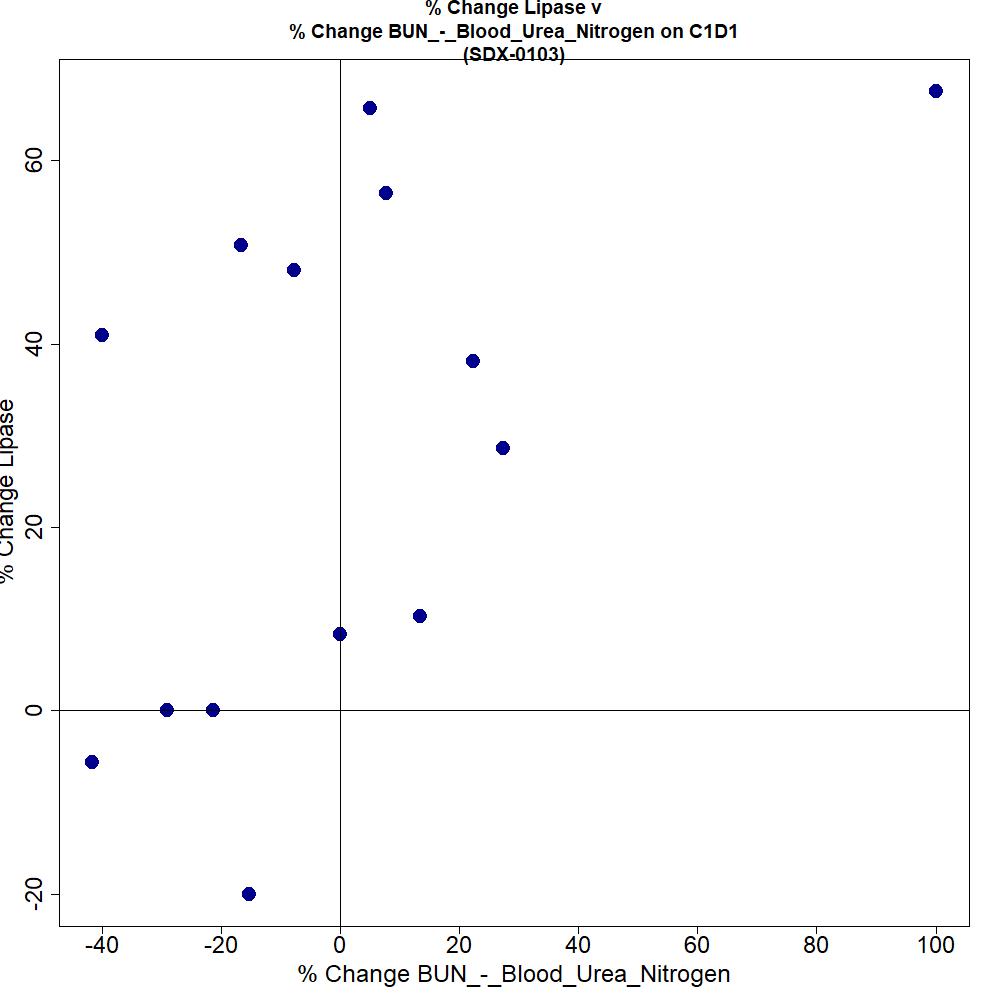 % Change Lipase v
% Change BUN_-_Blood_Urea_Nitrogen on C1D1
(SDX-0103)
% Change Lipase
60
40
20
0
-20
-40
-20
0
20
40
60
80
100
% Change BUN_-_Blood_Urea_Nitrogen